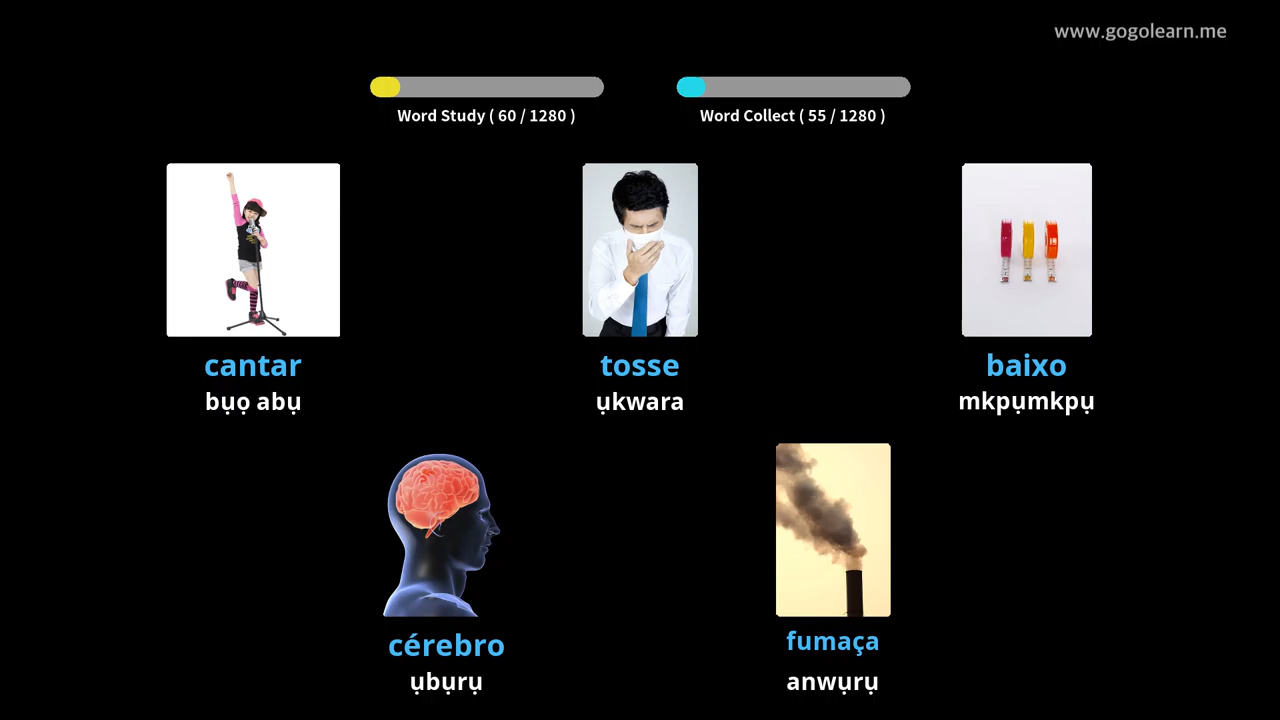 www.gogolearn.me
Word Study ( 60 / 1280 )
Word Collect ( 55 / 1280 )
cantar
bụọ abụ
tosse
ụkwara
baixo
mkpụmkpụ
cérebro
ụbụrụ
fumaça
anwụrụ